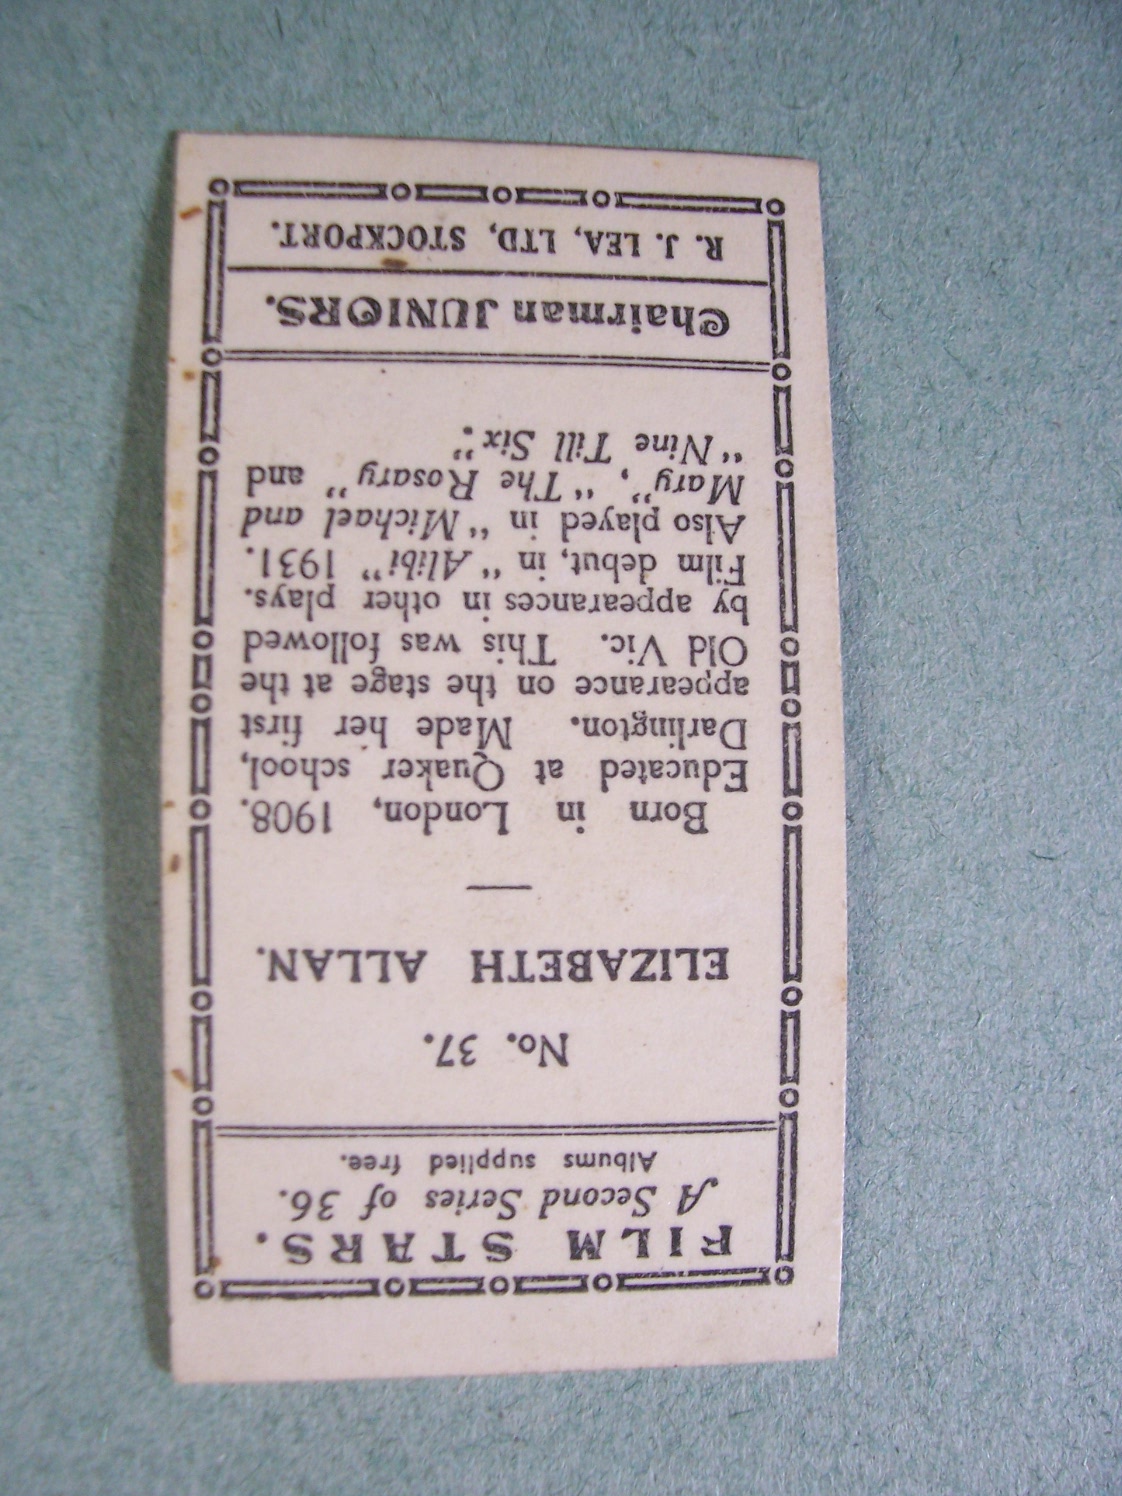 FILM STARS.
A Second Series of 36.
Albums supplied free.
No. 37.
ELIZABETH ALLAN.
Born in London, 1908.
Educated at Quaker school,
Darlington. Made her first
appearance on the stage at the
Old Vic. This was followed
by appearances in other plays.
Film debut, in “Alibi” 1931.
Also played in “Michael and
Mary”, “The Rosary” and
“Nine Till Six”.
Chairman JUNIORS.
R. J. LEA, LTD, STOCKPORT.